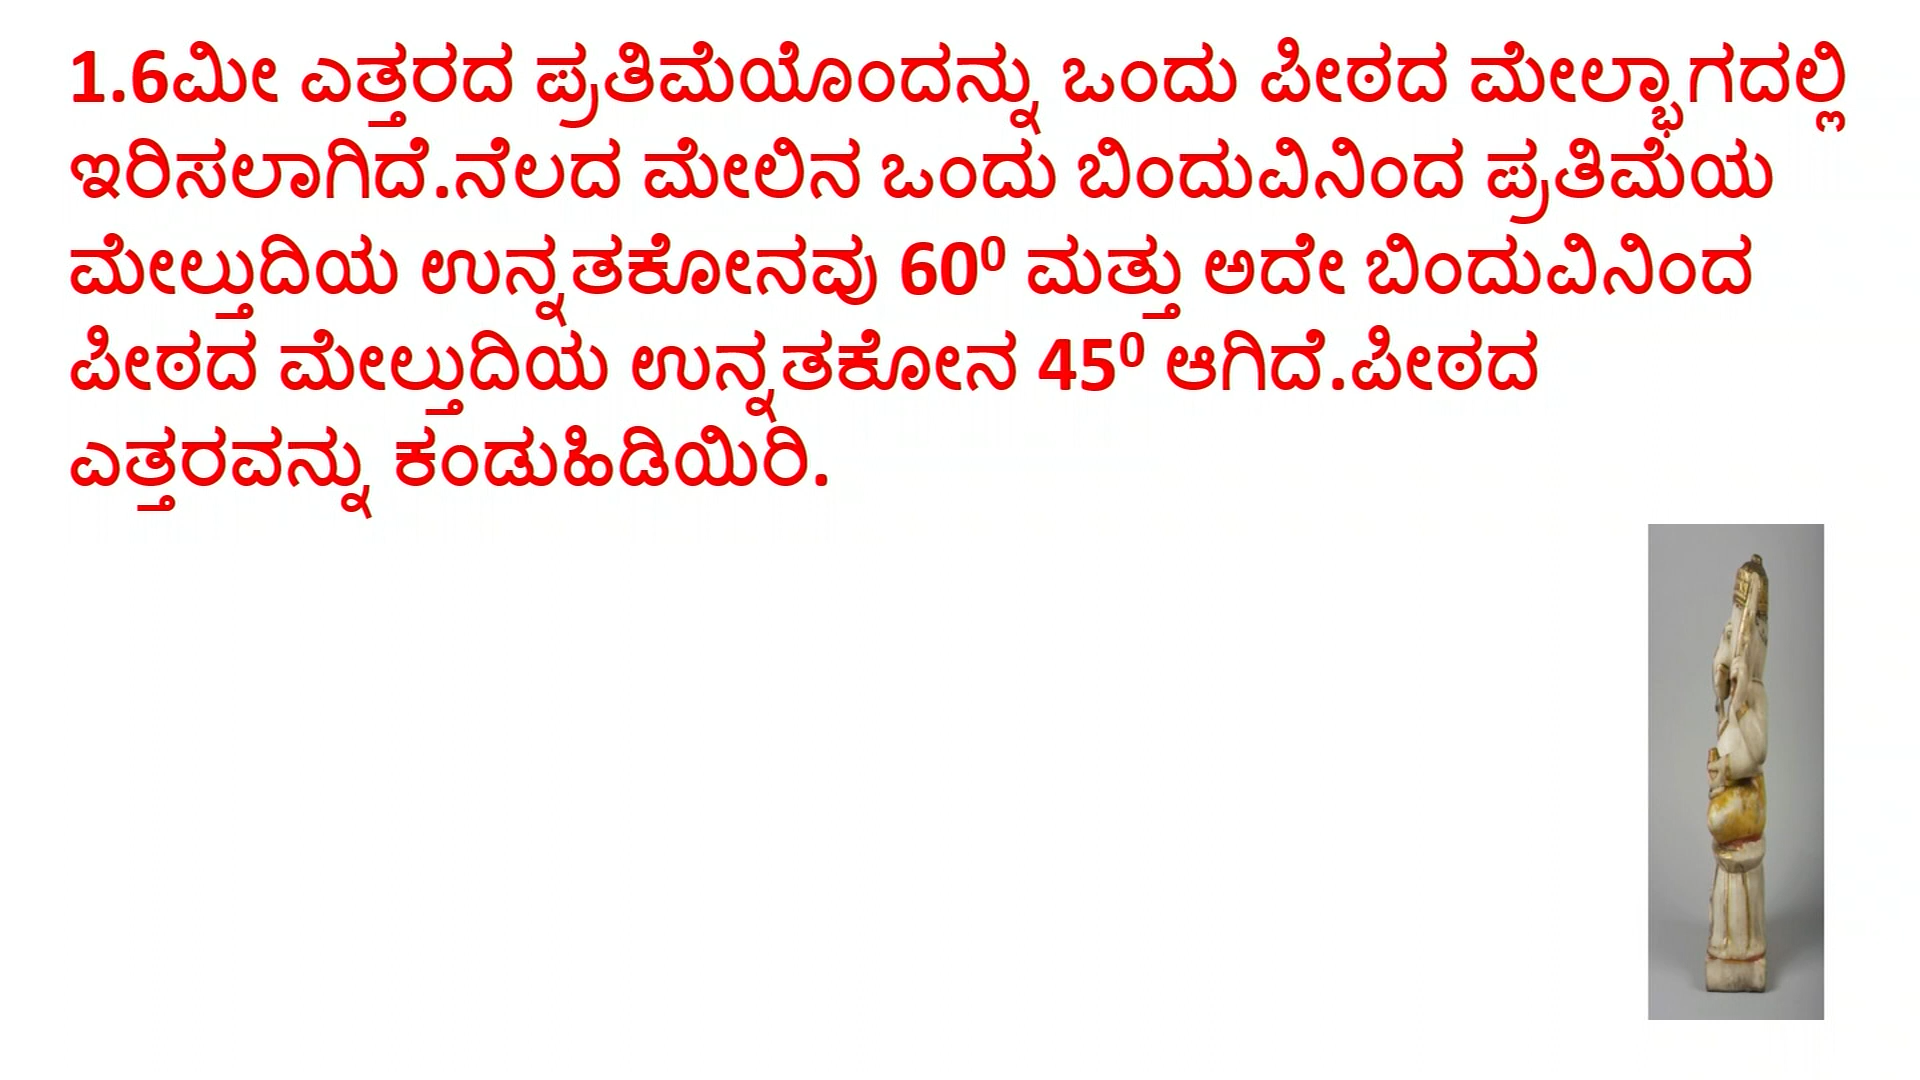 1.6ಮೀ ಎತ್ತರದ ಪ್ರತಿಮೆಯೊಂದನ್ನು ಒಂದು ಪೀಠದ ಮೇಲ್ಭಾಗದಲ್ಲಿ
ಇರಿಸಲಾಗಿದೆ.ನೆಲದ ಮೇಲಿನ ಒಂದು ಬಿಂದುವಿನಿಂದ ಪ್ರತಿಮೆಯ
ಮೇಲ್ತುದಿಯ ಉನ್ನತಕೋನವು 60⁰ ಮತ್ತು ಅದೇ ಬಿಂದುವಿನಿಂದ
ಪೀಠದ ಮೇಲ್ತುದಿಯ ಉನ್ನತಕೋನ 45⁰ ಆಗಿದೆ.ಪೀಠದ
ಎತ್ತರವನ್ನು ಕಂಡುಹಿಡಿಯಿರಿ.